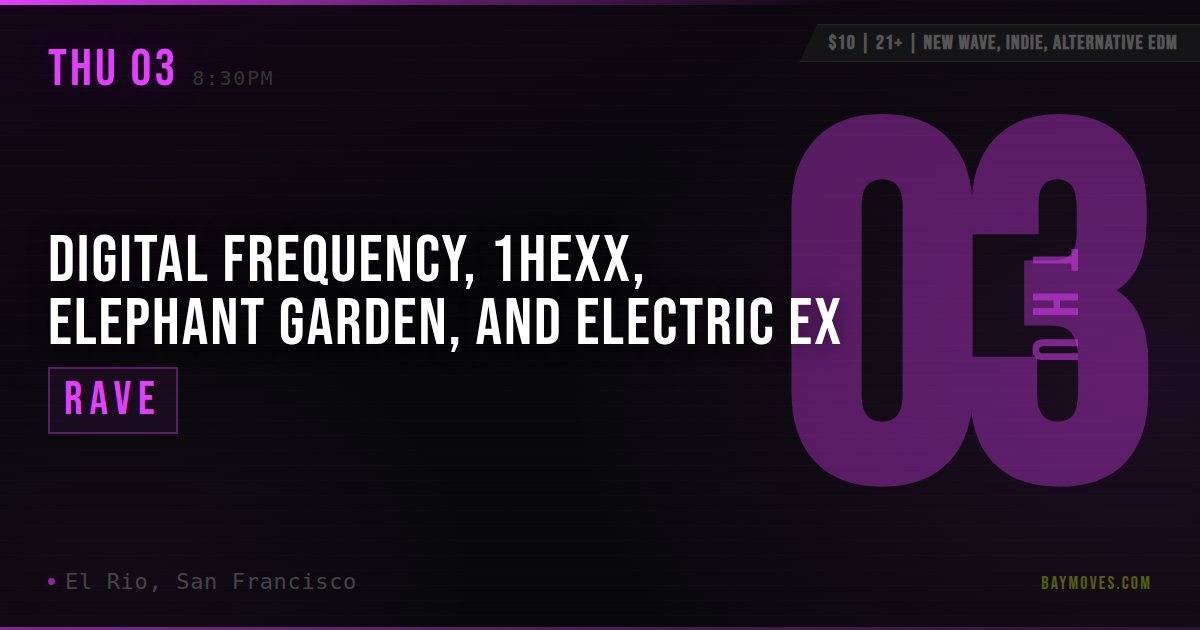 THU 03 8:30PM
$10 | 21+ | NEW WAVE, INDIE, ALTERNATIVE EDM
03
THU
DIGITAL FREQUENCY, 1HEXX,
ELEPHANT GARDEN, AND ELECTRIC EX
RAVE
El Rio, San Francisco
BAYMOVES.COM